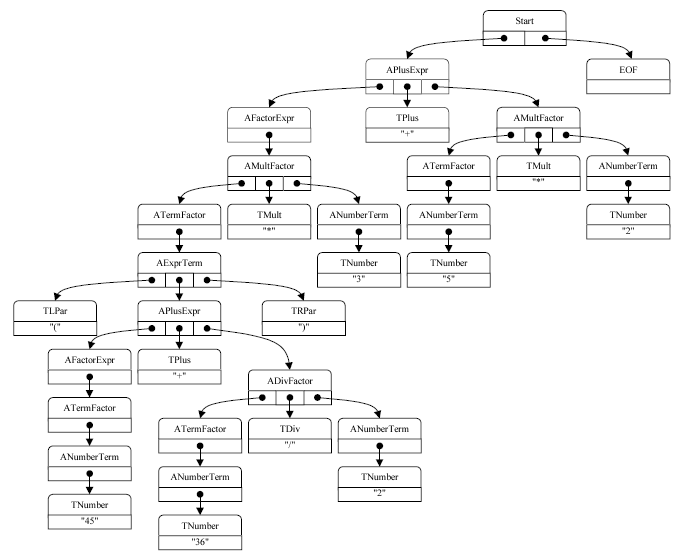 Start
APlusExpr
EOF
AFactorExpr
TPlus
"+"
AMultFactor
AMultFactor
ATermFactor
TMult
"*"
ANumberTerm
ATermFactor
TMult
"*"
ANumberTerm
ANumberTerm
TNumber
"2"
AExprTerm
TNumber
"3"
TNumber
"5"
TLPar
"("
APlusExpr
TRPar
")"
AFactorExpr
TPlus
"+"
ADivFactor
ATermFactor
ATermFactor
TDiv
"/"
ANumberTerm
ANumberTerm
ANumberTerm
TNumber
"2"
TNumber
"45"
TNumber
"36"